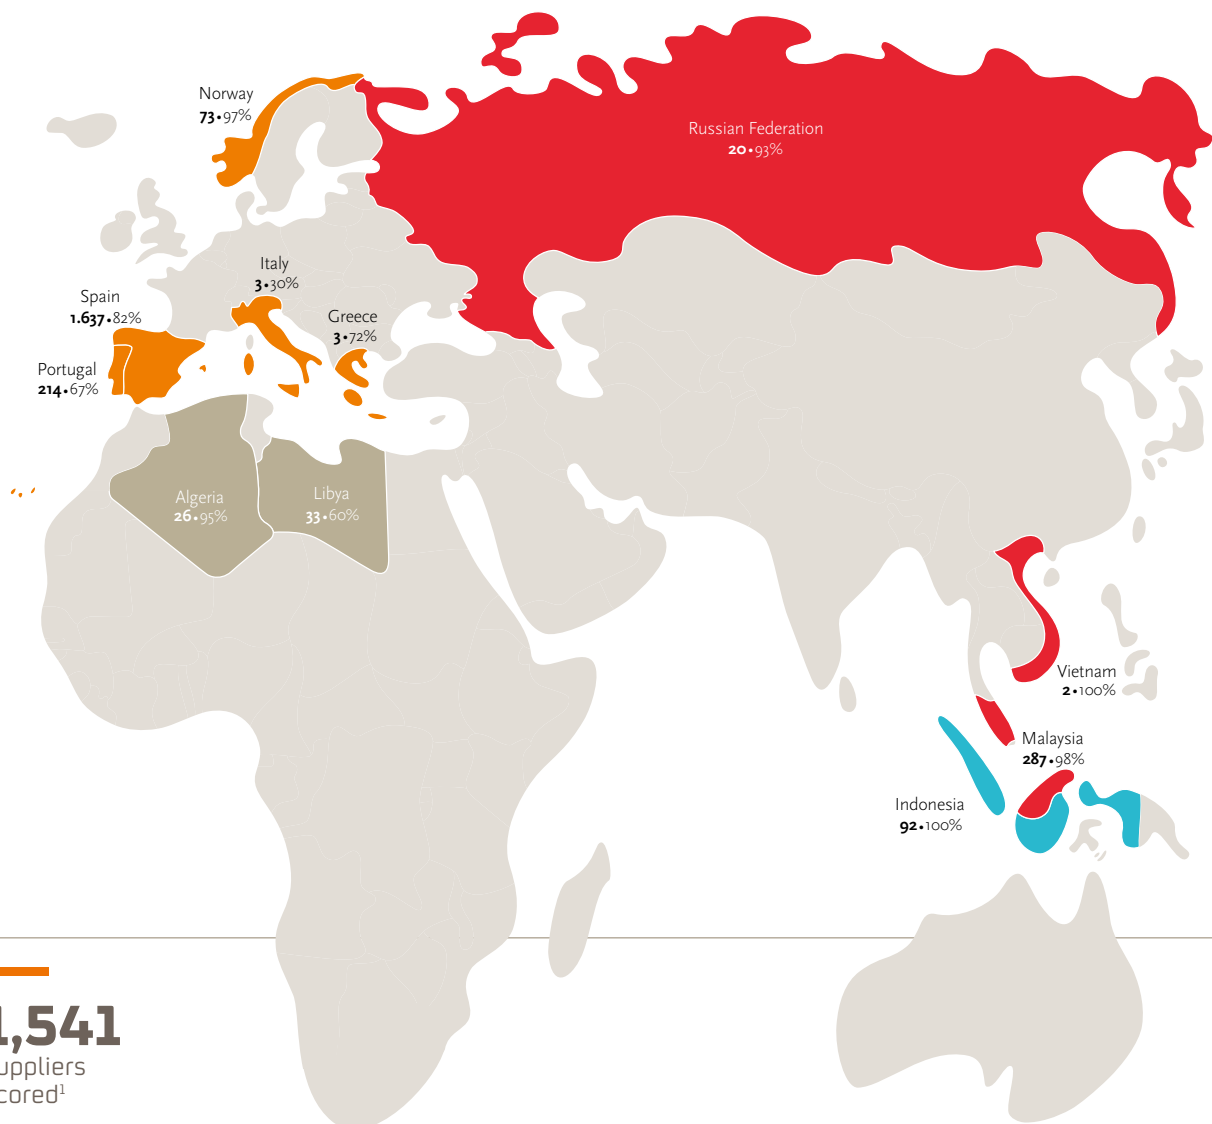 Norway
73•97%
Russian Federation
20•93%
Italy
3•30%
Spain
1.637•82%
Greece
3•72%
Portugal
214•67%
Algeria
26•95%
Libya
33•60%
Vietnam
2•100%
Malaysia
287•98%
Indonesia
92•100%
1,541
uppliers
cored¹